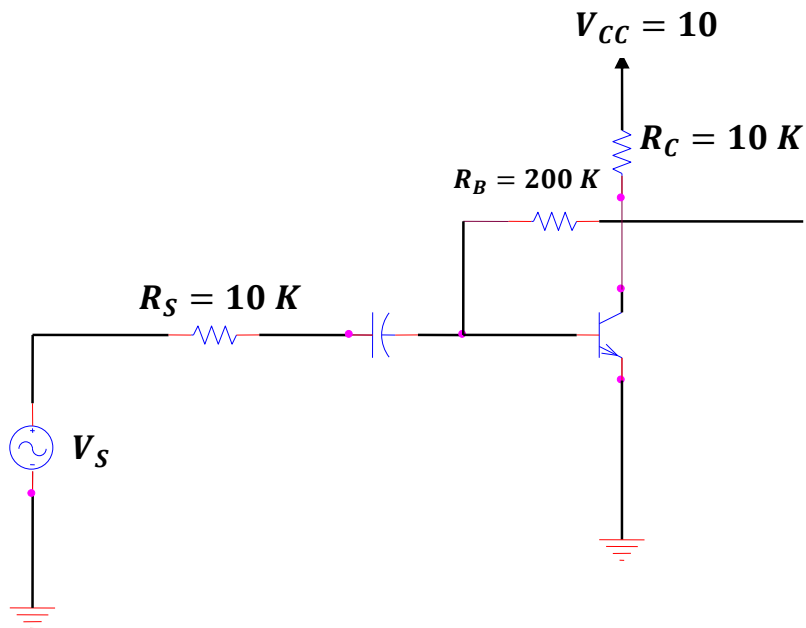 V_CC = 10
R_C = 10 K
R_B = 200 K
R_S = 10 K
+
V_S
-